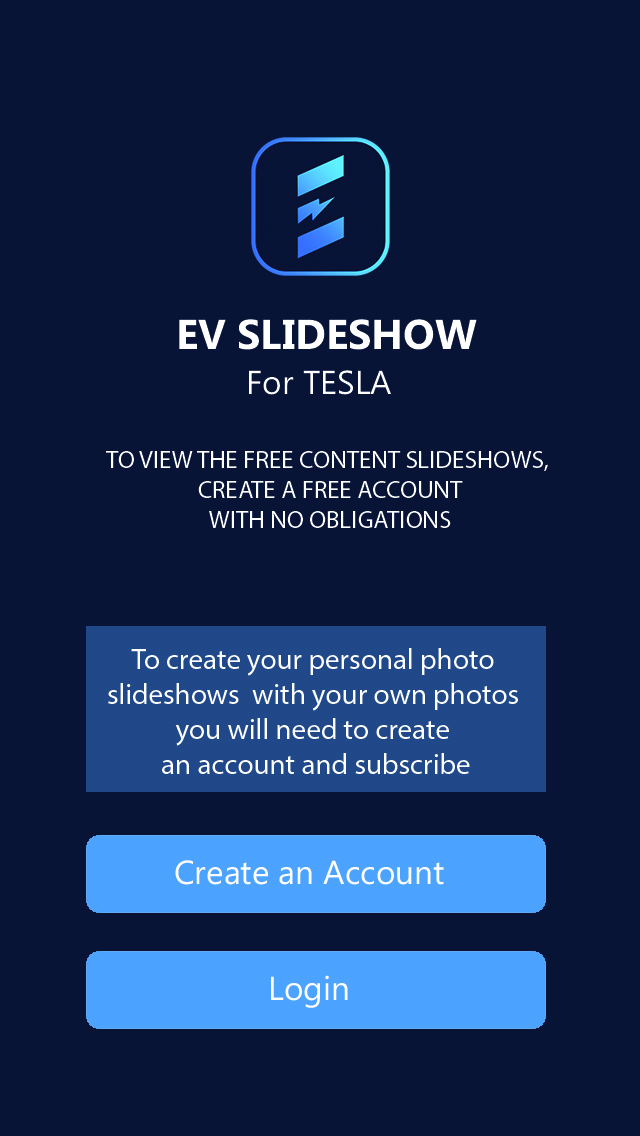 EV SLIDESHOW
For TESLA
TO VIEW THE FREE CONTENT SLIDESHOWS,
CREATE A FREE ACCOUNT
WITH NO OBLIGATIONS
To create your personal photo
slideshows  with your own photos
you will need to create
an account and subscribe
Create an Account
Login